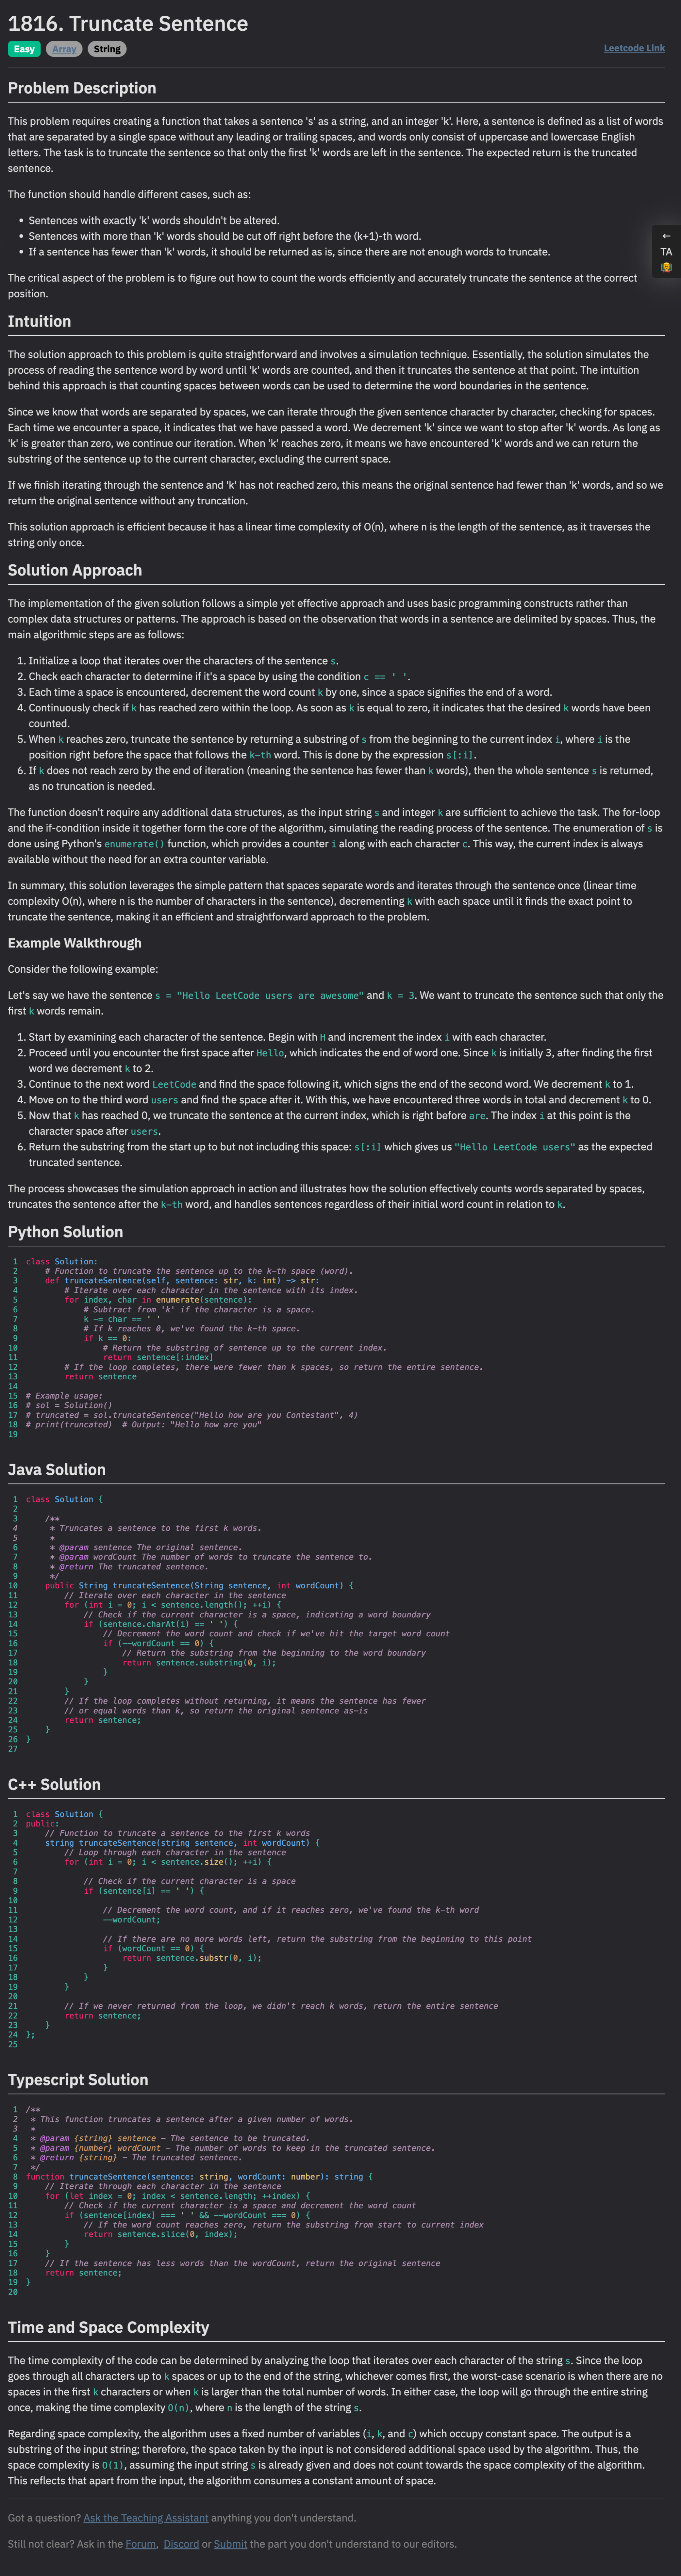 1816. Truncate Sentence
Easy Array String Leetcode Link
Problem Description
This problem requires creating a function that takes a sentence 's' as a string, and an integer 'k'. Here, a sentence is defined as a list of words
that are separated by a single space without any leading or trailing spaces, and words only consist of uppercase and lowercase English
letters. The task is to truncate the sentence so that only the first 'k' words are left in the sentence. The expected return is the truncated
sentence.
The function should handle different cases, such as:
• Sentences with exactly 'k' words shouldn't be altered.
• Sentences with more than 'k' words should be cut off right before the (k+1)-th word.
• If a sentence has fewer than 'k' words, it should be returned as is, since there are not enough words to truncate.
←
TA
The critical aspect of the problem is to figure out how to count the words efficiently and accurately truncate the sentence at the correct
position.
Intuition
The solution approach to this problem is quite straightforward and involves a simulation technique. Essentially, the solution simulates the
process of reading the sentence word by word until 'k' words are counted, and then it truncates the sentence at that point. The intuition
behind this approach is that counting spaces between words can be used to determine the word boundaries in the sentence.
Since we know that words are separated by spaces, we can iterate through the given sentence character by character, checking for spaces.
Each time we encounter a space, it indicates that we have passed a word. We decrement 'k' since we want to stop after 'k' words. As long as
'k' is greater than zero, we continue our iteration. When 'k' reaches zero, it means we have encountered 'k' words and we can return the
substring of the sentence up to the current character, excluding the current space.
If we finish iterating through the sentence and 'k' has not reached zero, this means the original sentence had fewer than 'k' words, and so we
return the original sentence without any truncation.
This solution approach is efficient because it has a linear time complexity of O(n), where n is the length of the sentence, as it traverses the
string only once.
Solution Approach
The implementation of the given solution follows a simple yet effective approach and uses basic programming constructs rather than
complex data structures or patterns. The approach is based on the observation that words in a sentence are delimited by spaces. Thus, the
main algorithmic steps are as follows:
1. Initialize a loop that iterates over the characters of the sentence s.
2. Check each character to determine if it's a space by using the condition c == ' '.
3. Each time a space is encountered, decrement the word count k by one, since a space signifies the end of a word.
4. Continuously check if k has reached zero within the loop. As soon as k is equal to zero, it indicates that the desired k words have been
counted.
5. When k reaches zero, truncate the sentence by returning a substring of s from the beginning to the current index i, where i is the
position right before the space that follows the k-th word. This is done by the expression s[:i].
6. If k does not reach zero by the end of iteration (meaning the sentence has fewer than k words), then the whole sentence s is returned,
as no truncation is needed.
The function doesn't require any additional data structures, as the input string s and integer k are sufficient to achieve the task. The for-loop
and the if-condition inside it together form the core of the algorithm, simulating the reading process of the sentence. The enumeration of s is
done using Python's enumerate() function, which provides a counter i along with each character c. This way, the current index is always
available without the need for an extra counter variable.
In summary, this solution leverages the simple pattern that spaces separate words and iterates through the sentence once (linear time
complexity O(n), where n is the number of characters in the sentence), decrementing k with each space until it finds the exact point to
truncate the sentence, making it an efficient and straightforward approach to the problem.
Example Walkthrough
Consider the following example:
Let's say we have the sentence s = "Hello LeetCode users are awesome" and k = 3. We want to truncate the sentence such that only the
first k words remain.
1. Start by examining each character of the sentence. Begin with H and increment the index i with each character.
2. Proceed until you encounter the first space after Hello, which indicates the end of word one. Since k is initially 3, after finding the first
word we decrement k to 2.
3. Continue to the next word LeetCode and find the space following it, which signs the end of the second word. We decrement k to 1.
4. Move on to the third word users and find the space after it. With this, we have encountered three words in total and decrement k to 0.
5. Now that k has reached 0, we truncate the sentence at the current index, which is right before are. The index i at this point is the
character space after users.
6. Return the substring from the start up to but not including this space: s[:i] which gives us "Hello LeetCode users" as the expected
truncated sentence.
The process showcases the simulation approach in action and illustrates how the solution effectively counts words separated by spaces,
truncates the sentence after the k-th word, and handles sentences regardless of their initial word count in relation to k.
Python Solution
1 class Solution:
2     # Function to truncate the sentence up to the k-th space (word).
3     def truncateSentence(self, sentence: str, k: int) -> str:
4         # Iterate over each character in the sentence with its index.
5         for index, char in enumerate(sentence):
6             # Subtract from 'k' if the character is a space.
7             k -= char == ' '
8             # If k reaches 0, we've found the k-th space.
9             if k == 0:
10                 # Return the substring of sentence up to the current index.
11                 return sentence[:index]
12         # If the loop completes, there were fewer than k spaces, so return the entire sentence.
13         return sentence
14
15 # Example usage:
16 # sol = Solution()
17 # truncated = sol.truncateSentence("Hello how are you Contestant", 4)
18 # print(truncated)  # Output: "Hello how are you"
19
Java Solution
1 class Solution {
2
3     /**
4      * Truncates a sentence to the first k words.
5      *
6      * @param sentence The original sentence.
7      * @param wordCount The number of words to truncate the sentence to.
8      * @return The truncated sentence.
9      */
10     public String truncateSentence(String sentence, int wordCount) {
11         // Iterate over each character in the sentence
12         for (int i = 0; i < sentence.length(); ++i) {
13             // Check if the current character is a space, indicating a word boundary
14             if (sentence.charAt(i) == ' ') {
15                 // Decrement the word count and check if we've hit the target word count
16                 if (--wordCount == 0) {
17                     // Return the substring from the beginning to the word boundary
18                     return sentence.substring(0, i);
19                 }
20             }
21         }
22         // If the loop completes without returning, it means the sentence has fewer
23         // or equal words than k, so return the original sentence as-is
24         return sentence;
25     }
26 }
27
C++ Solution
1 class Solution {
2 public:
3     // Function to truncate a sentence to the first k words
4     string truncateSentence(string sentence, int wordCount) {
5         // Loop through each character in the sentence
6         for (int i = 0; i < sentence.size(); ++i) {
7
8             // Check if the current character is a space
9             if (sentence[i] == ' ') {
10
11                 // Decrement the word count, and if it reaches zero, we've found the k-th word
12                 --wordCount;
13
14                 // If there are no more words left, return the substring from the beginning to this point
15                 if (wordCount == 0) {
16                     return sentence.substr(0, i);
17                 }
18             }
19         }
20
21         // If we never returned from the loop, we didn't reach k words, return the entire sentence
22         return sentence;
23     }
24 };
25
Typescript Solution
1 /**
2  * This function truncates a sentence after a given number of words.
3  *
4  * @param {string} sentence - The sentence to be truncated.
5  * @param {number} wordCount - The number of words to keep in the truncated sentence.
6  * @return {string} - The truncated sentence.
7  */
8 function truncateSentence(sentence: string, wordCount: number): string {
9     // Iterate through each character in the sentence
10     for (let index = 0; index < sentence.length; ++index) {
11         // Check if the current character is a space and decrement the word count
12         if (sentence[index] === ' ' && --wordCount === 0) {
13             // If the word count reaches zero, return the substring from start to current index
14             return sentence.slice(0, index);
15         }
16     }
17     // If the sentence has less words than the wordCount, return the original sentence
18     return sentence;
19 }
20
Time and Space Complexity
The time complexity of the code can be determined by analyzing the loop that iterates over each character of the string s. Since the loop
goes through all characters up to k spaces or up to the end of the string, whichever comes first, the worst-case scenario is when there are no
spaces in the first k characters or when k is larger than the total number of words. In either case, the loop will go through the entire string
once, making the time complexity O(n), where n is the length of the string s.
Regarding space complexity, the algorithm uses a fixed number of variables (i, k, and c) which occupy constant space. The output is a
substring of the input string; therefore, the space taken by the input is not considered additional space used by the algorithm. Thus, the
space complexity is O(1), assuming the input string s is already given and does not count towards the space complexity of the algorithm.
This reflects that apart from the input, the algorithm consumes a constant amount of space.
Got a question? Ask the Teaching Assistant anything you don't understand.
Still not clear? Ask in the Forum, Discord or Submit the part you don't understand to our editors.